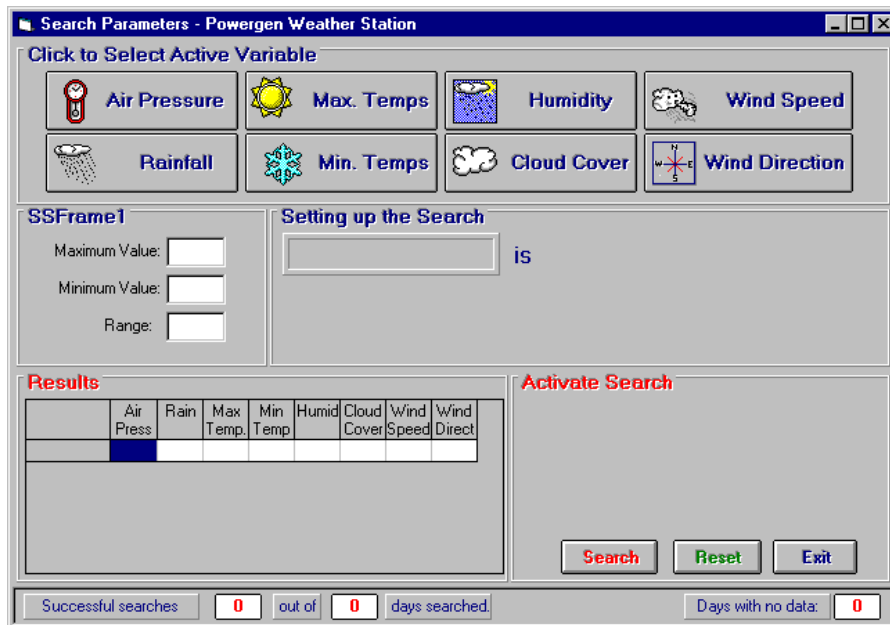 Search Parameters - Powergen Weather Station
Click to Select Active Variable
Air Pressure
Max. Temps
Humidity
Wind Speed
Rainfall
Min. Temps
Cloud Cover
N
W E
S
Wind Direction
SSFrame1
Maximum Value:
Minimum Value:
Range:
Setting up the Search
is
Results
Air Press
Rain
Max Temp.
Min Temp
Humid
Cloud Cover
Wind Speed
Wind Direct
Activate Search
Search
Reset
Exit
Successful searches 0 out of 0 days searched.
Days with no data: 0